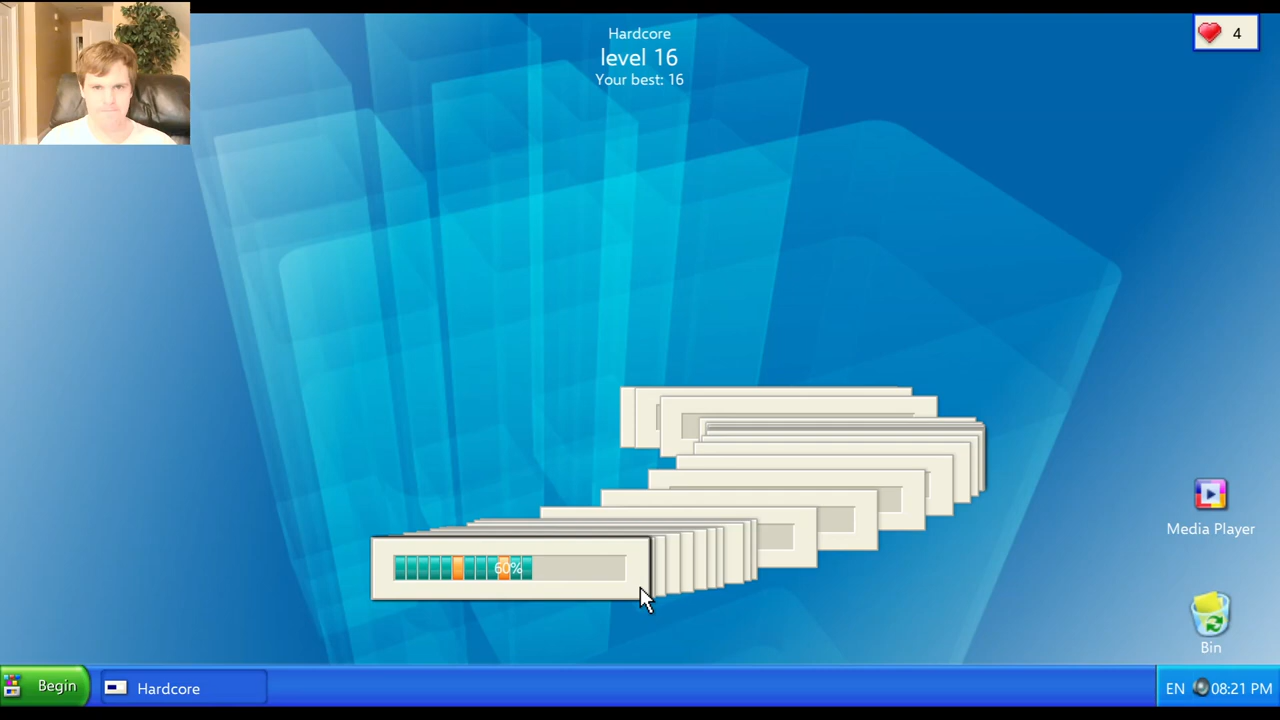 Hardcore
level 16
Your best: 16
4
60%
Media Player
Bin
Begin
Hardcore
EN
08:21 PM